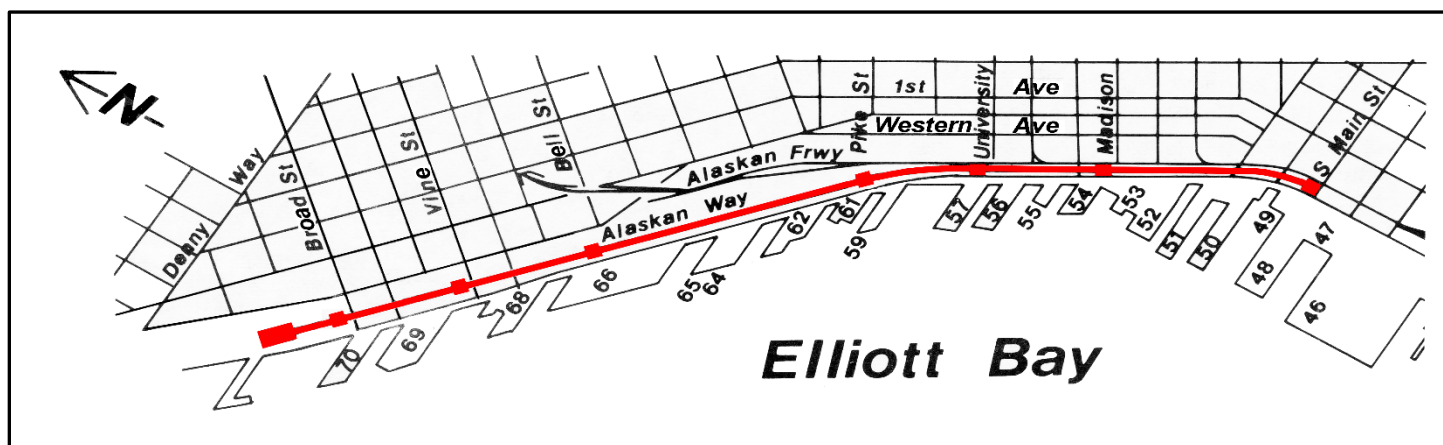 N
Denny Way
Broad St
Vine St
Bell St
Pike St
1st Ave
University
Madison
Western Ave
S Main St
Alaskan Frwy
Alaskan Way
70
69
68
66
65
64
62
61
59
57
56
55
54
53
52
51
50
49
48
47
46
Elliott Bay